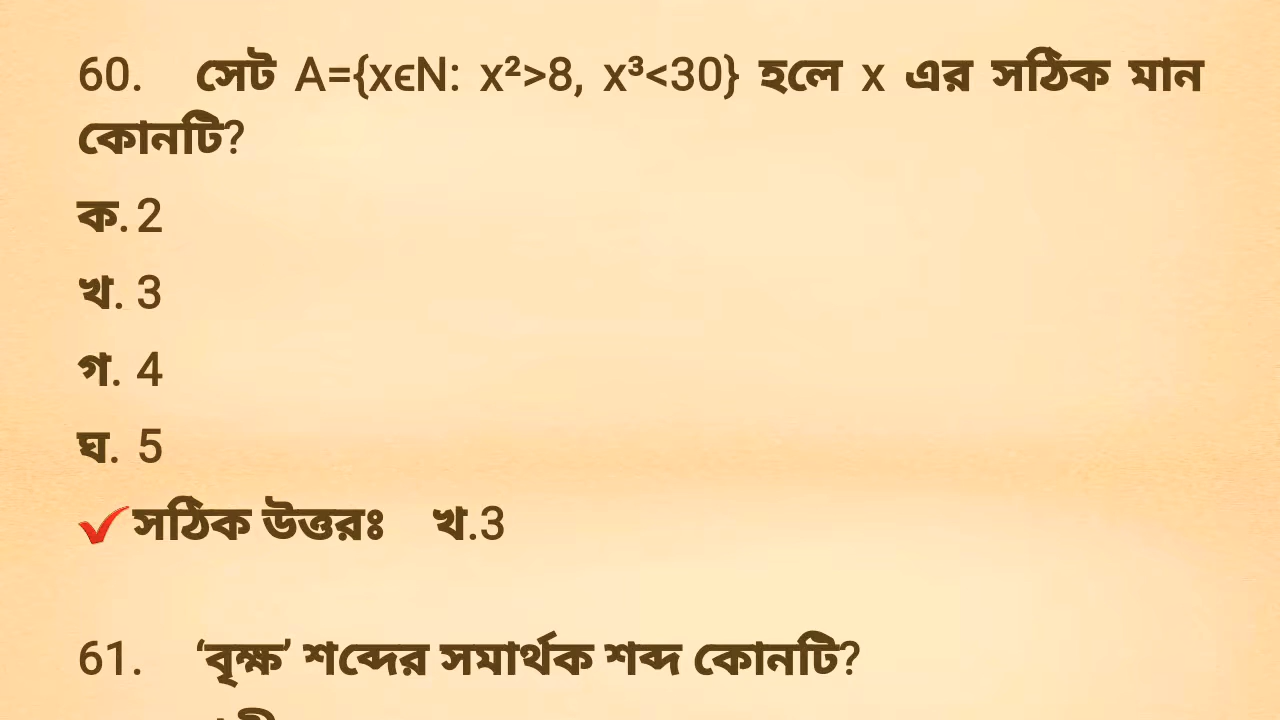 60. সেট A={xϵN: x²>8, x³<30} হলে x এর সঠিক মান
কোনটি?
ক. 2
খ. 3
গ. 4
ঘ. 5
✔সঠিক উত্তরঃ খ.3
61. ‘বৃক্ষ’ শব্দের সমার্থক শব্দ কোনটি?